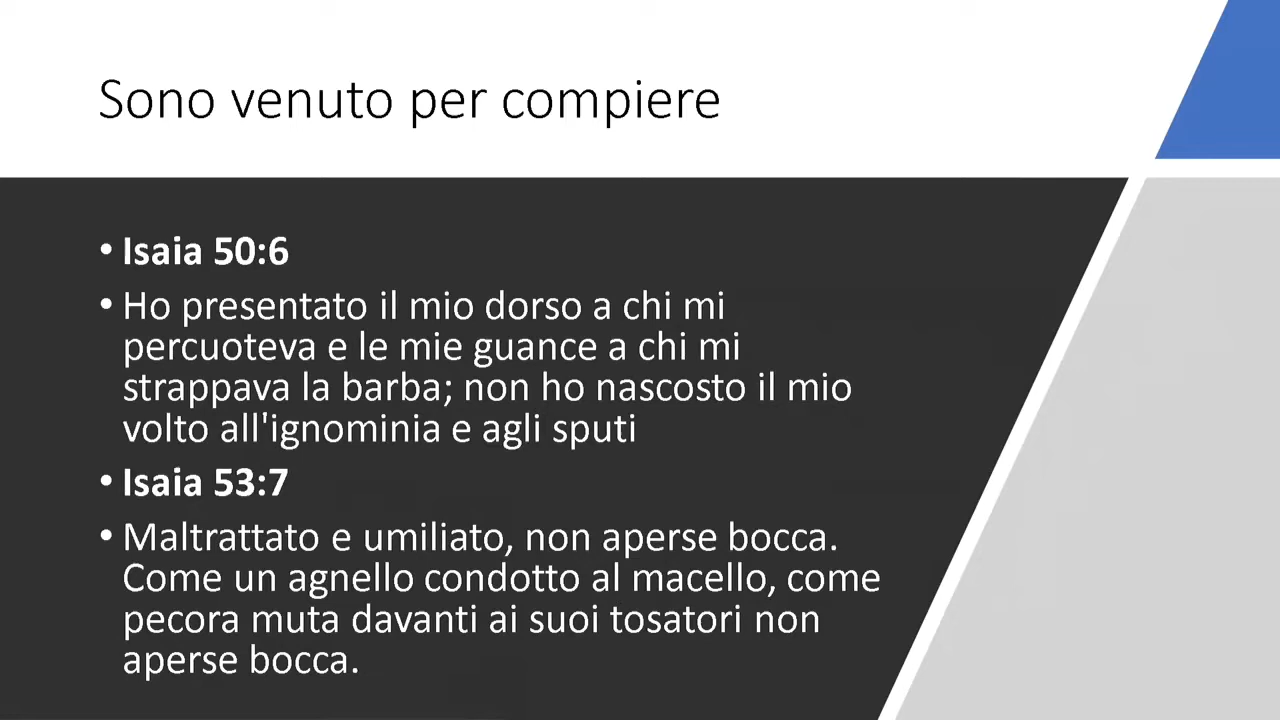 Sono venuto per compiere
• Isaia 50:6
• Ho presentato il mio dorso a chi mi
percuoteva e le mie guance a chi mi
strappava la barba; non ho nascosto il mio
volto all'ignominia e agli sputi
• Isaia 53:7
• Maltrattato e umiliato, non aperse bocca.
Come un agnello condotto al macello, come
pecora muta davanti ai suoi tosatori non
aperse bocca.